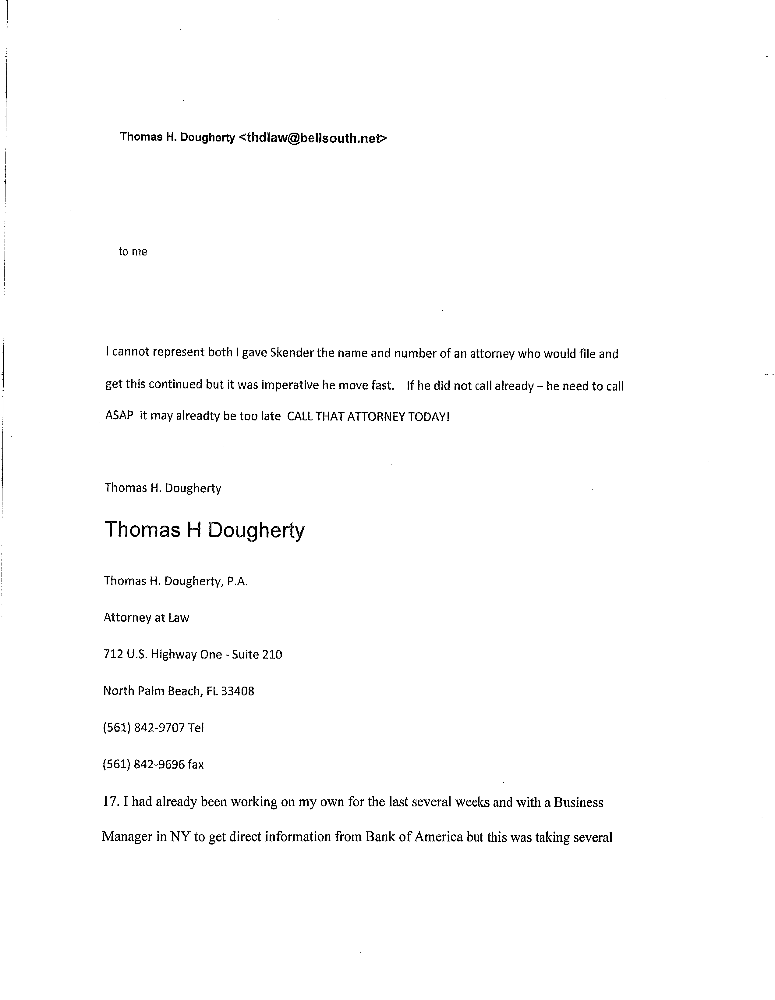 Thomas H. Dougherty <thdlaw@bellsouth.net>
to me
I cannot represent both I gave Skender the name and number of an attorney who would file and
get this continued but it was imperative he move fast. If he did not call already – he need to call
ASAP it may alreadty be too late CALL THAT ATTORNEY TODAY!
Thomas H. Dougherty
Thomas H Dougherty
Thomas H. Dougherty, P.A.
Attorney at Law
712 U.S. Highway One - Suite 210
North Palm Beach, FL 33408
(561) 842-9707 Tel
(561) 842-9696 fax
17. I had already been working on my own for the last several weeks and with a Business
Manager in NY to get direct information from Bank of America but this was taking several